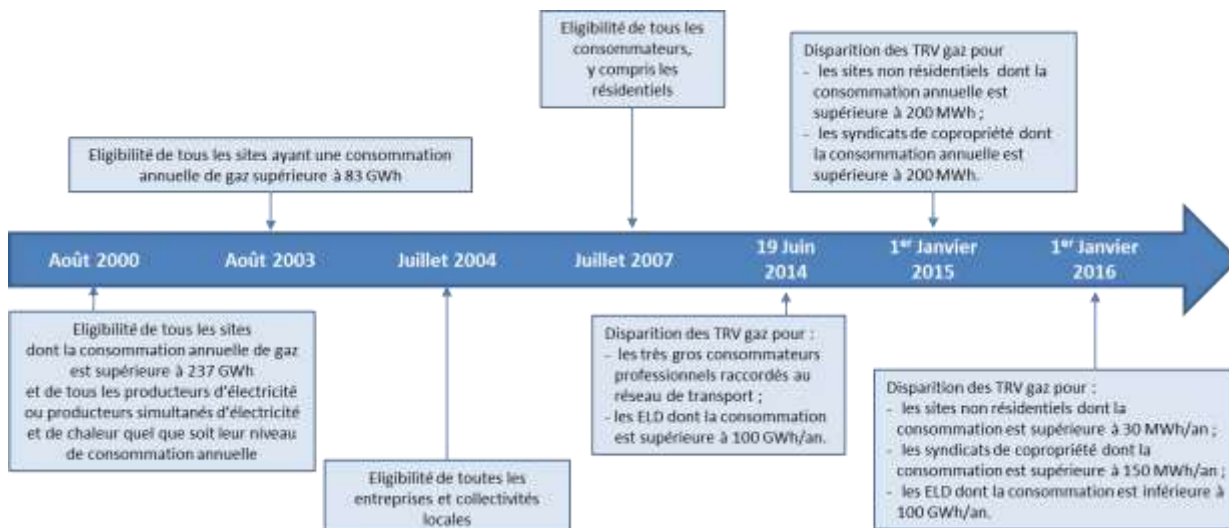 Eligibilité de tous les
consommateurs,
y compris les
résidentiels
Disparition des TRV gaz pour
- les sites non résidentiels dont la
consommation annuelle est
supérieure à 200 MWh ;
- les syndicats de copropriété dont
la consommation annuelle est
supérieure à 200 MWh.
Eligibilité de tous les sites ayant une consommation
annuelle de gaz supérieure à 83 GWh
Août 2000
Août 2003
Juillet 2004
Juillet 2007
19 Juin
2014
1er Janvier
2015
1er Janvier
2016
Eligibilité de tous les sites
dont la consommation annuelle de gaz
est supérieure à 237 GWh
et de tous les producteurs d'électricité
ou producteurs simultanés d'électricité
et de chaleur quel que soit leur niveau
de consommation annuelle
Eligibilité de toutes les
entreprises et collectivités
locales
Disparition des TRV gaz pour :
- les très gros consommateurs
professionnels raccordés au
réseau de transport ;
- les ELD dont la consommation
est supérieure à 100 GWh/an.
Disparition des TRV gaz pour :
- les sites non résidentiels dont la
consommation est supérieure à 30 MWh/an ;
- les syndicats de copropriété dont la
consommation est supérieure à 150 MWh/an ;
- les ELD dont la consommation est inférieure à
100 GWh/an.